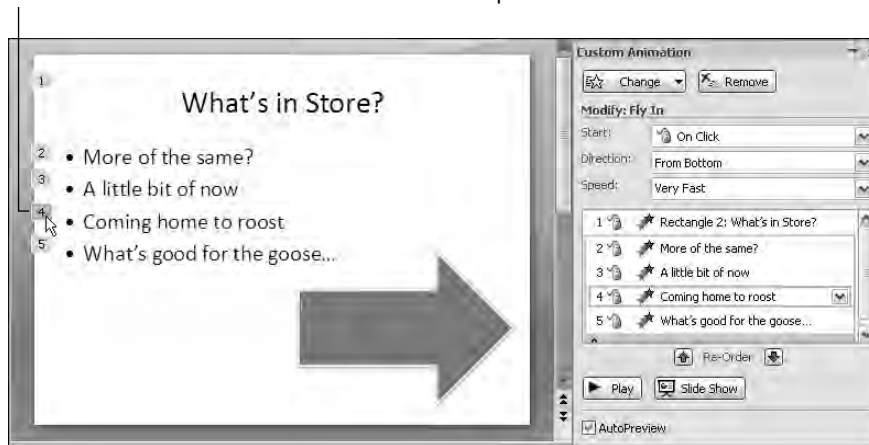 1
What's in Store?
2 • More of the same?
3 • A little bit of now
4 • Coming home to roost
5 • What's good for the goose...
Custom Animation
Change Remove
Modify: Fly In
Start: On Click
Direction: From Bottom
Speed: Very Fast
1 Rectangle 2: What's in Store?
2 More of the same?
3 A little bit of now
4 Coming home to roost
5 What's good for the goose...
Re-Order
Play Slide Show
AutoPreview